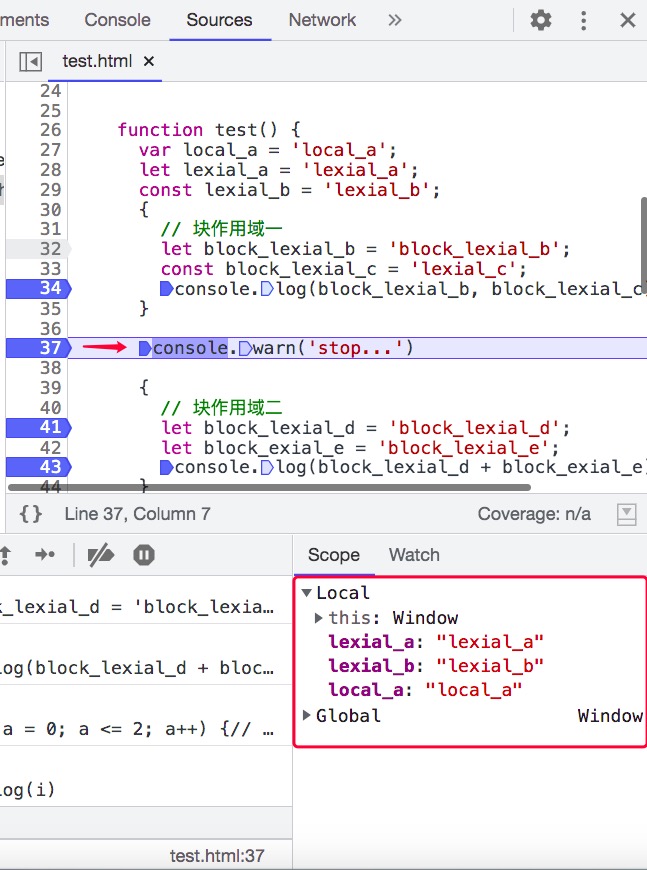 ments Console Sources Network
test.html
24
25
26 function test() {
27 var local_a = 'local_a';
28 let lexial_a = 'lexial_a';
29 const lexial_b = 'lexial_b';
30 {
31 // 块作用域一
32 let block_lexial_b = 'block_lexial_b';
33 const block_lexial_c = 'lexial_c';
34 console.log(block_lexial_b, block_lexial_c
35 }
36
37 console.warn('stop...')
38
39 {
40 // 块作用域二
41 let block_lexial_d = 'block_lexial_d';
42 let block_exial_e = 'block_lexial_e';
43 console.log(block_lexial_d + block_exial_e
44 }
{} Line 37, Column 7 Coverage: n/a
Scope Watch
k_lexial_d = 'block_lexia…
og(block_lexial_d + bloc…
a = 0; a <= 2; a++) {// …
og(i)
test.html:37
Local
this: Window
lexial_a: "lexial_a"
lexial_b: "lexial_b"
local_a: "local_a"
Global Window